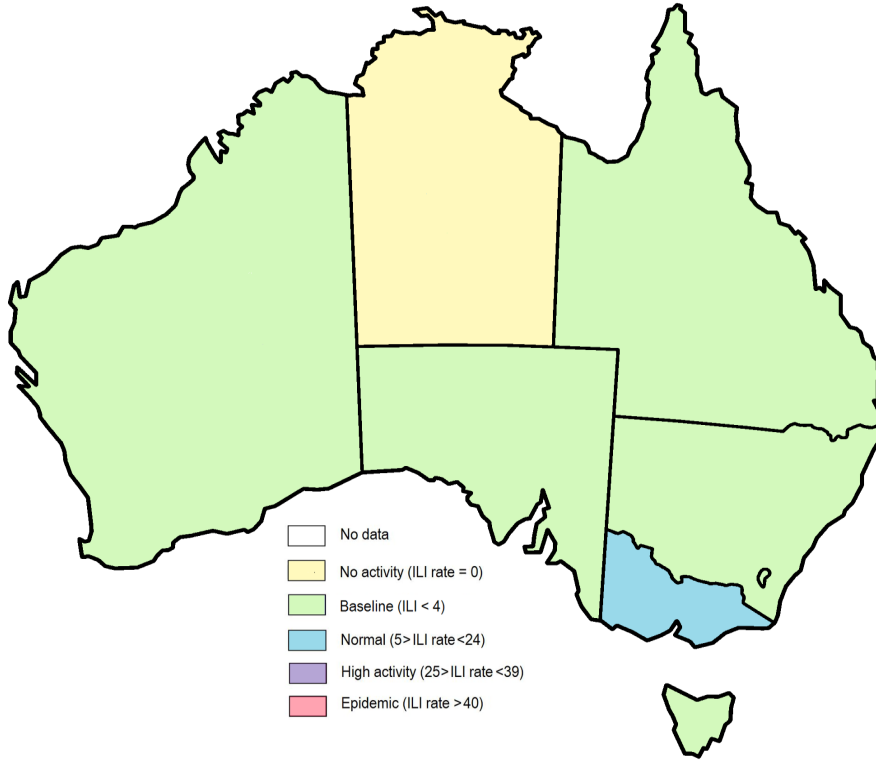 No data
No activity (ILI rate = 0)
Baseline (ILI < 4)
Normal (5> ILI rate <24)
High activity (25> ILI rate <39)
Epidemic (ILI rate >40)